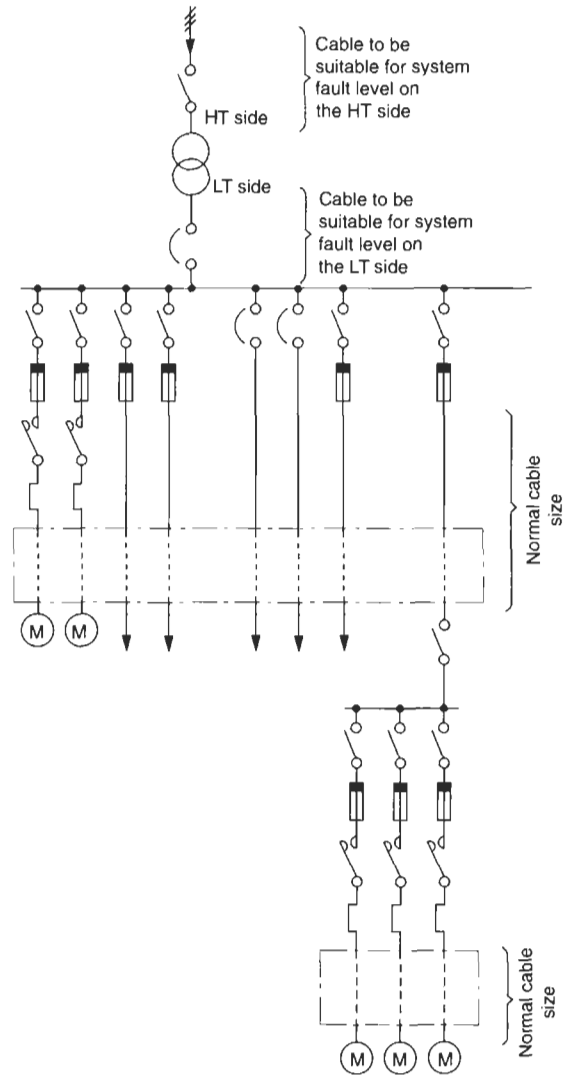 Cable to be
suitable for system
fault level on
the HT side
HT side
LT side
Cable to be
suitable for system
fault level on
the LT side
Normal cable
size
M
M
Normal cable
size
M
M
M